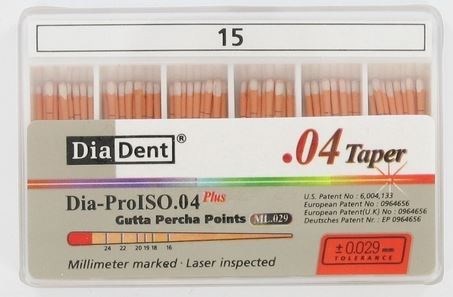 15
DiaDent®
.04 Taper
Dia-ProISO.04 Plus
Gutta Percha Points ML.029
24 22 20 19 18 16
Millimeter marked · Laser inspected
U.S. Patent No : 6,004,133
European Patent No : 0964656
European Patent(U.K) No : 0964656
Deutsches Patent Nr. : EP 0964656
±0.029 mm
TOLERANCE